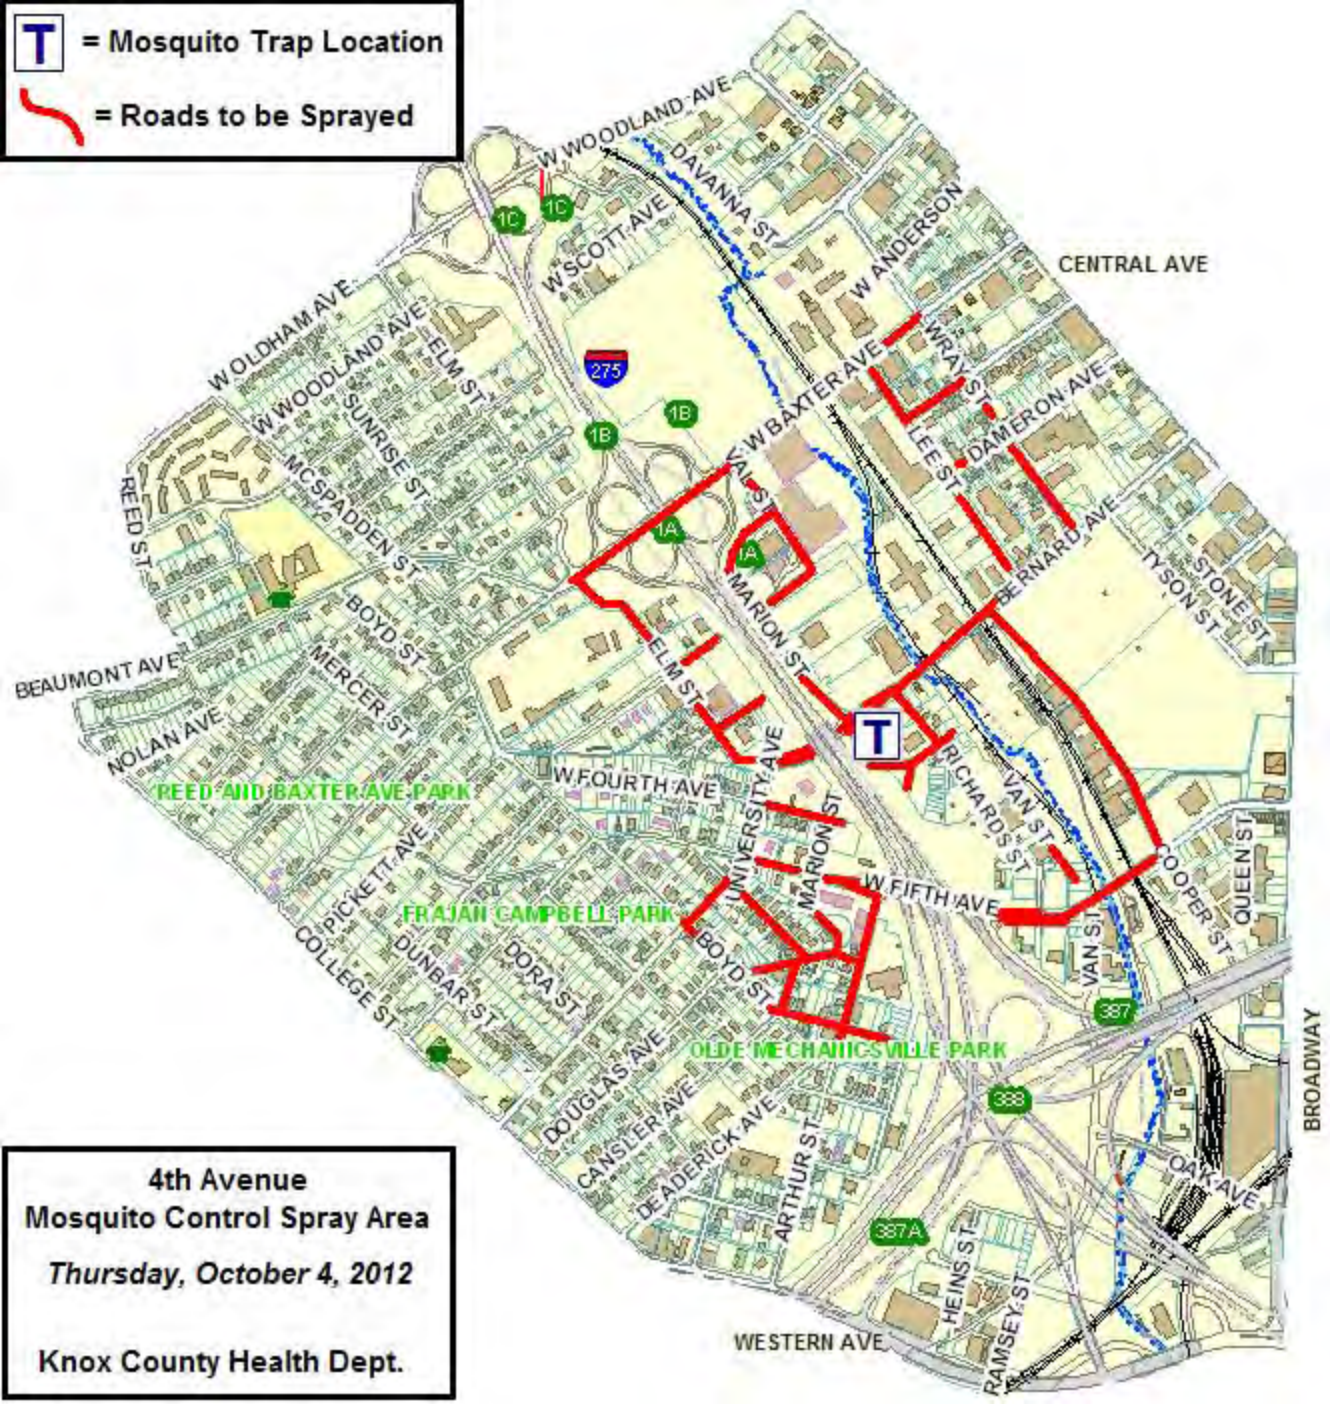 T = Mosquito Trap Location
= Roads to be Sprayed
W WOODLAND AVE
DAVANNA ST
1C
1C
W SCOTT AVE
W ANDERSON
CENTRAL AVE
W OLDHAM AVE
W WOODLAND AVE
ELM ST
SUNRISE ST
275
WRAY ST
W BAXTER AVE
DAMERON AVE
1B
1B
LEE ST
VAL ST
MCSPADDEN ST
REED ST
1A
1A
BERNARD AVE
STONE ST
TYSON ST
MARION ST
BOYD ST
ELM ST
BEAUMONT AVE
MERCER ST
NOLAN AVE
T
RICHARDS ST
VAN ST
REED AND BAXTER AVE PARK
W FOURTH AVE
UNIVERSITY AVE
MARION ST
QUEEN ST
COOPER ST
W FIFTH AVE
PICKETT AVE
FRAJAN CAMPBELL PARK
VAN ST
BOYD ST
COLLEGE ST
DUNBAR ST
DORA ST
387
OLDE MECHANICSVILLE PARK
BROADWAY
DOUGLAS AVE
388
CANSLER AVE
DEADERICK AVE
ARTHUR ST
OAK AVE
387A
HEINS ST
RAMSEY ST
WESTERN AVE
4th Avenue
Mosquito Control Spray Area
Thursday, October 4, 2012
Knox County Health Dept.